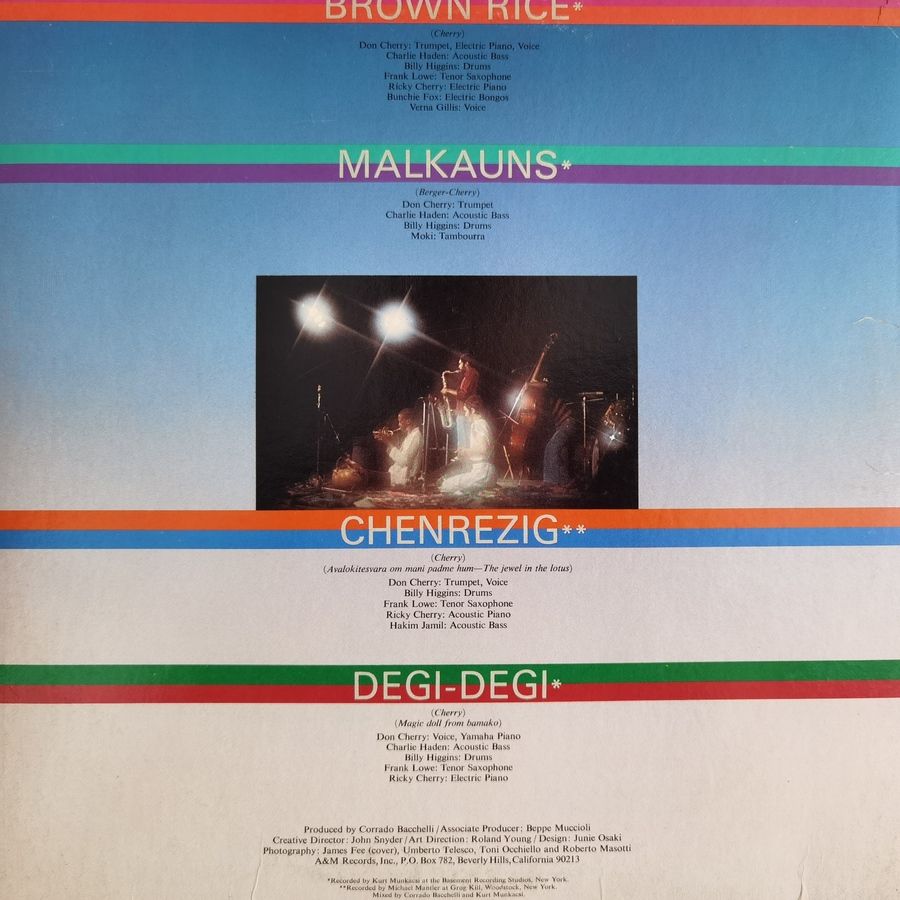 BROWN RICE*
(Cherry)
Don Cherry: Trumpet, Electric Piano, Voice
Charlie Haden: Acoustic Bass
Billy Higgins: Drums
Frank Lowe: Tenor Saxophone
Ricky Cherry: Electric Piano
Bunchie Fox: Electric Bongos
Verna Gillis: Voice
MALKAUNS*
(Berger-Cherry)
Don Cherry: Trumpet
Charlie Haden: Acoustic Bass
Billy Higgins: Drums
Moki: Tambourra
CHENREZIG**
(Cherry)
(Avalokitesvara om mani padme hum—The jewel in the lotus)
Don Cherry: Trumpet, Voice
Billy Higgins: Drums
Frank Lowe: Tenor Saxophone
Ricky Cherry: Acoustic Piano
Hakim Jamil: Acoustic Bass
DEGI-DEGI*
(Cherry)
(Magic doll from bamako)
Don Cherry: Voice, Yamaha Piano
Charlie Haden: Acoustic Bass
Billy Higgins: Drums
Frank Lowe: Tenor Saxophone
Ricky Cherry: Electric Piano
Produced by Corrado Bacchelli / Associate Producer: Beppe Muccioli
Creative Director: John Snyder / Art Direction: Roland Young / Design: Junie Osaki
Photography: James Fee (cover), Umberto Telesco, Toni Occhiello and Roberto Masotti
A&M Records, Inc., P.O. Box 782, Beverly Hills, California 90213
*Recorded by Kurt Munkacsi at the Basement Recording Studios, New York.
**Recorded by Michael Mantler at Grog Kill, Woodstock, New York.
Mixed by Corrado Bacchelli and Kurt Munkacsi.